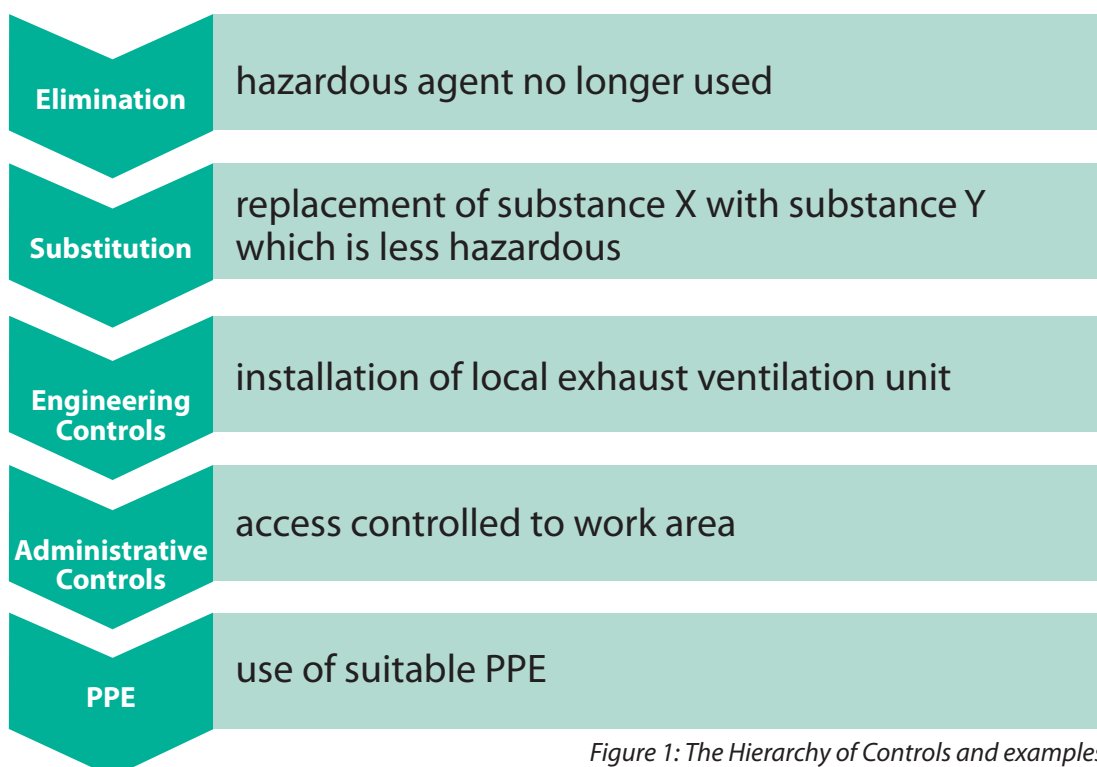 Elimination
hazardous agent no longer used
Substitution
replacement of substance X with substance Y
which is less hazardous
Engineering
Controls
installation of local exhaust ventilation unit
Administrative
Controls
access controlled to work area
PPE
use of suitable PPE
Figure 1: The Hierarchy of Controls and examples